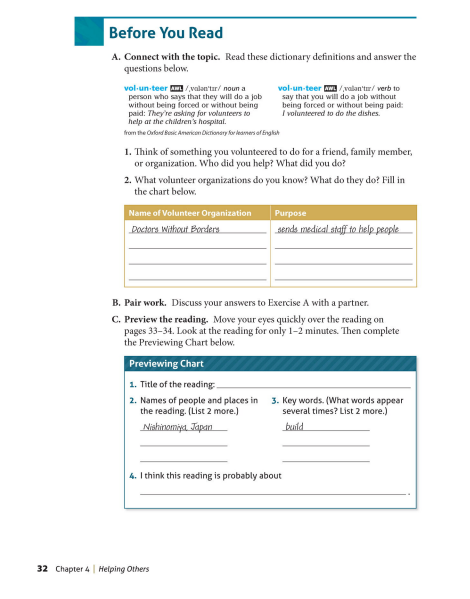 Before You Read
A. Connect with the topic. Read these dictionary definitions and answer the
questions below.
vol·un·teer AWL /ˌvɑlənˈtɪr/ noun a
person who says that they will do a job
without being forced or without being
paid: They're asking for volunteers to
help at the children's hospital.
vol·un·teer AWL /ˌvɑlənˈtɪr/ verb to
say that you will do a job without
being forced or without being paid:
I volunteered to do the dishes.
from the Oxford Basic American Dictionary for learners of English
1. Think of something you volunteered to do for a friend, family member,
or organization. Who did you help? What did you do?
2. What volunteer organizations do you know? What do they do? Fill in
the chart below.
Name of Volunteer Organization Purpose
Doctors Without Borders sends medical staff to help people
B. Pair work. Discuss your answers to Exercise A with a partner.
C. Preview the reading. Move your eyes quickly over the reading on
pages 33–34. Look at the reading for only 1–2 minutes. Then complete
the Previewing Chart below.
Previewing Chart
1. Title of the reading:
2. Names of people and places in
the reading. (List 2 more.)
Nishinomiya, Japan
3. Key words. (What words appear
several times? List 2 more.)
build
4. I think this reading is probably about
.
32 Chapter 4 | Helping Others